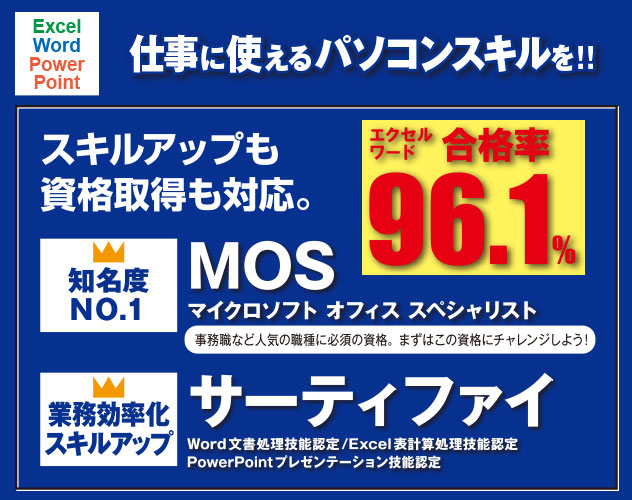 Excel
Word
Power
Point
仕事に使えるパソコンスキルを!!
スキルアップも
資格取得も対応。
エクセル
ワード
合格率
96.1%
知名度
NO.1
MOS
マイクロソフト オフィス スペシャリスト
事務職など人気の職種に必須の資格。まずはこの資格にチャレンジしよう!
業務効率化
スキルアップ
サーティファイ
Word文書処理技能認定/Excel表計算処理技能認定
PowerPointプレゼンテーション技能認定